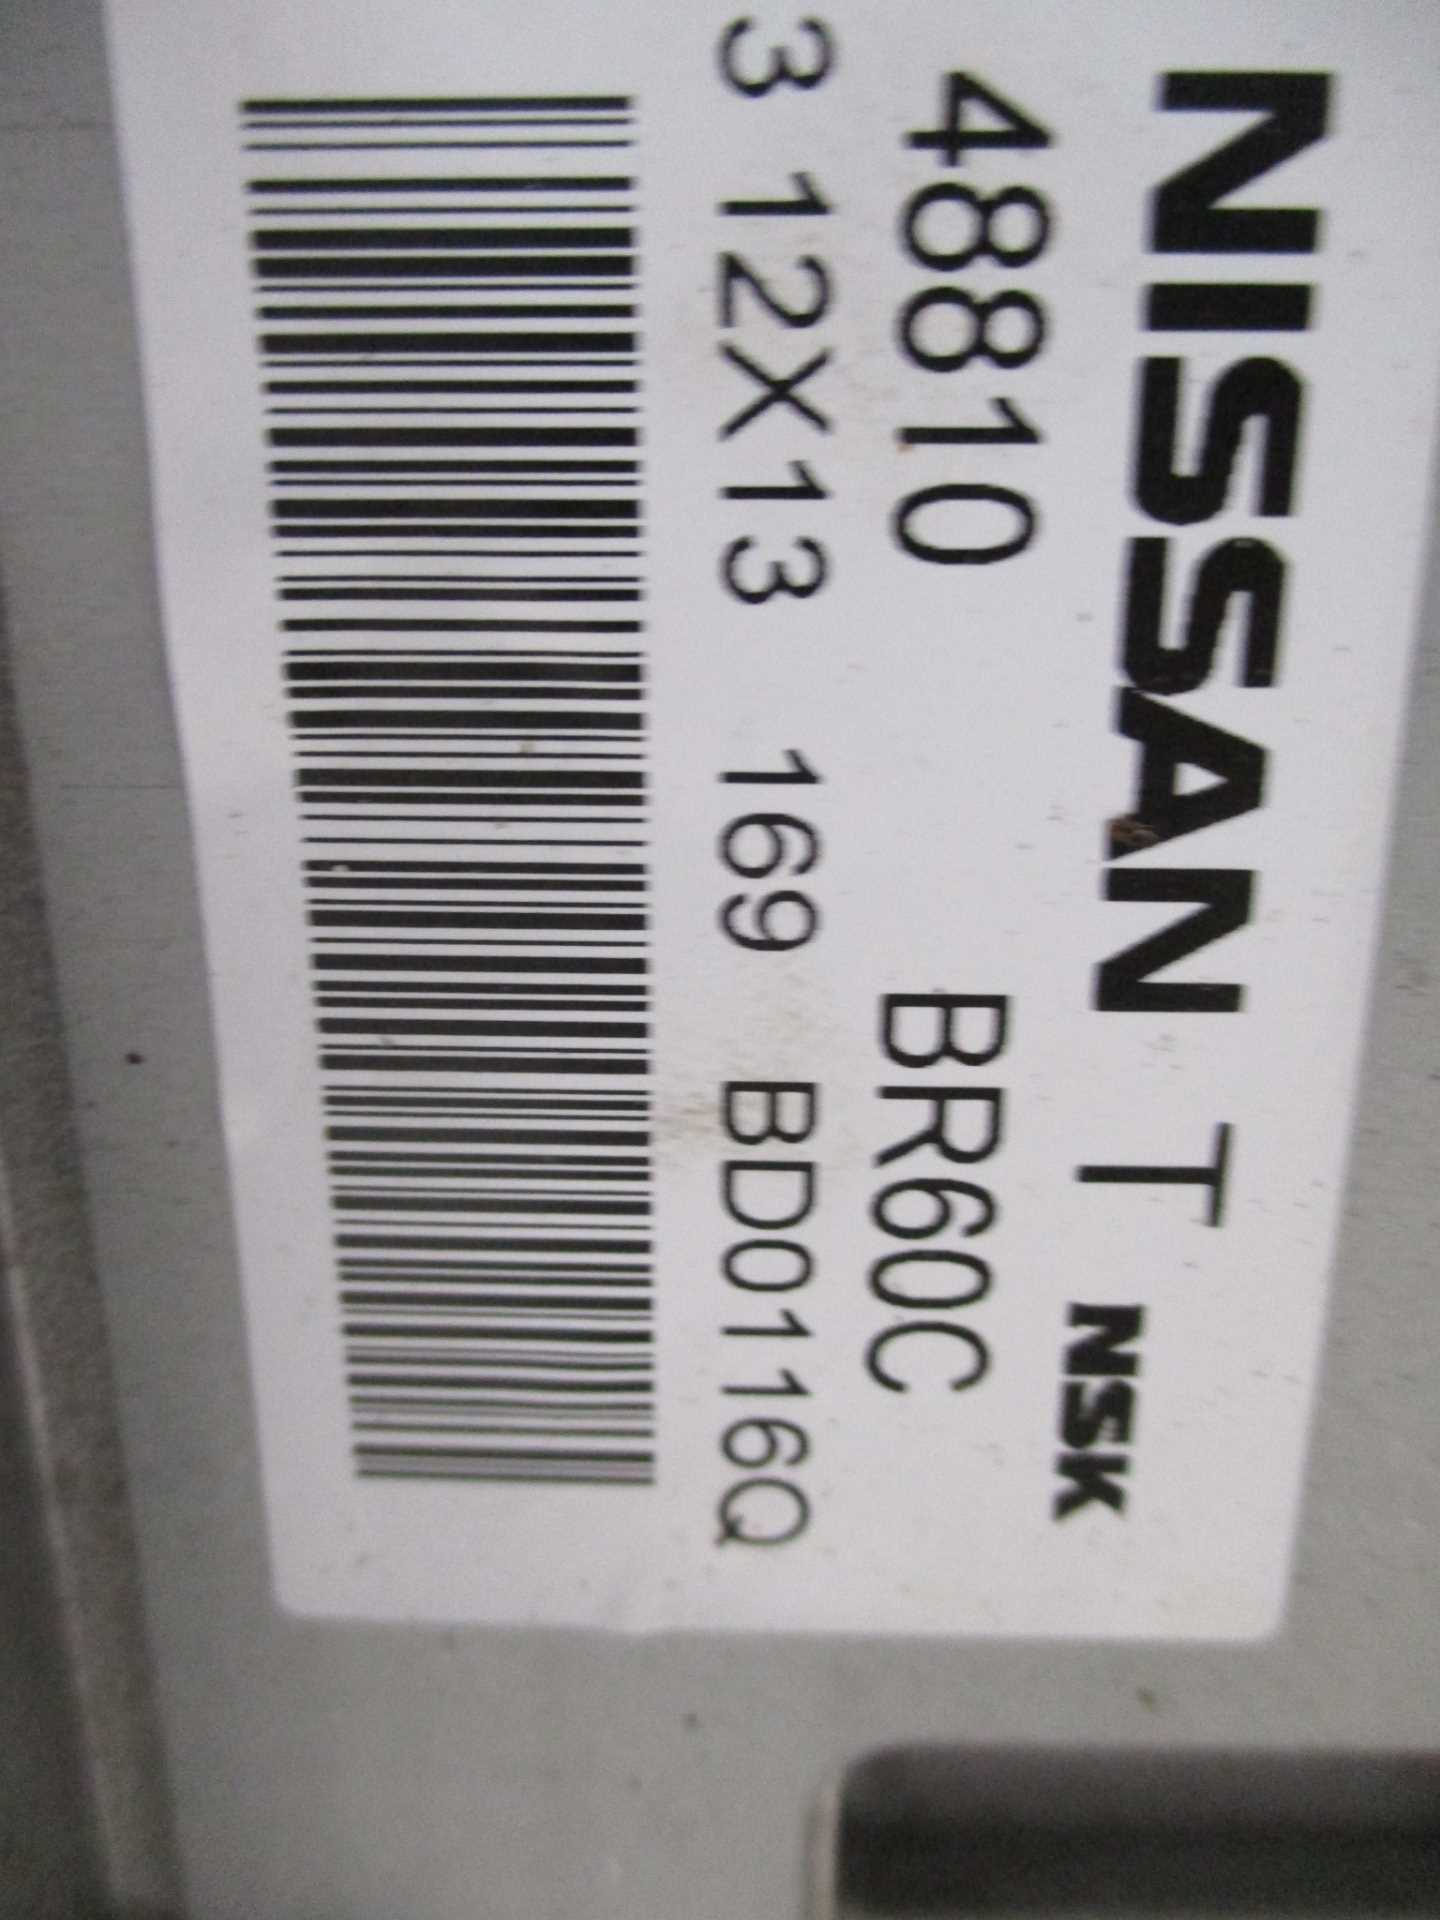 NISSAN T NSK
48810 BR60C
3 12X13 169 BD0116Q